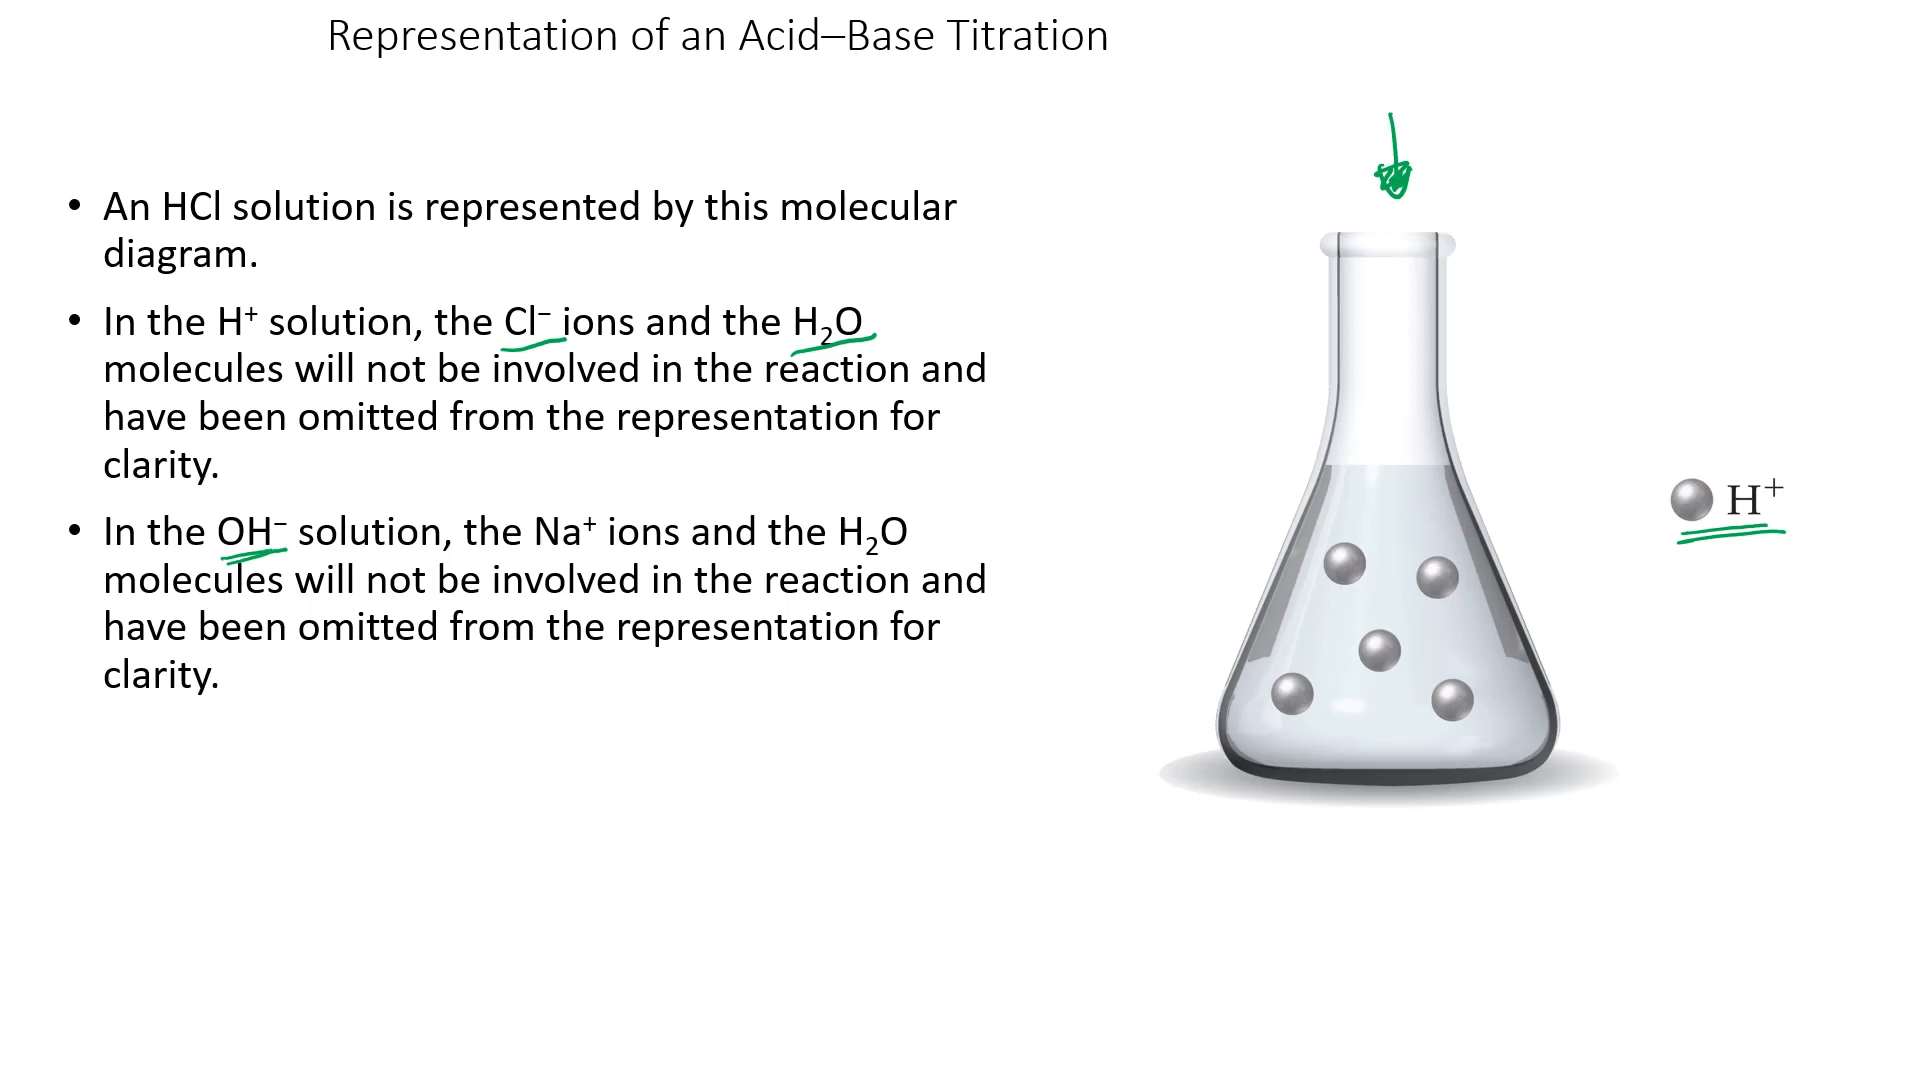 Representation of an Acid–Base Titration
• An HCl solution is represented by this molecular
diagram.
• In the H⁺ solution, the Cl⁻ ions and the H₂O
molecules will not be involved in the reaction and
have been omitted from the representation for
clarity.
• In the OH⁻ solution, the Na⁺ ions and the H₂O
molecules will not be involved in the reaction and
have been omitted from the representation for
clarity.
H⁺